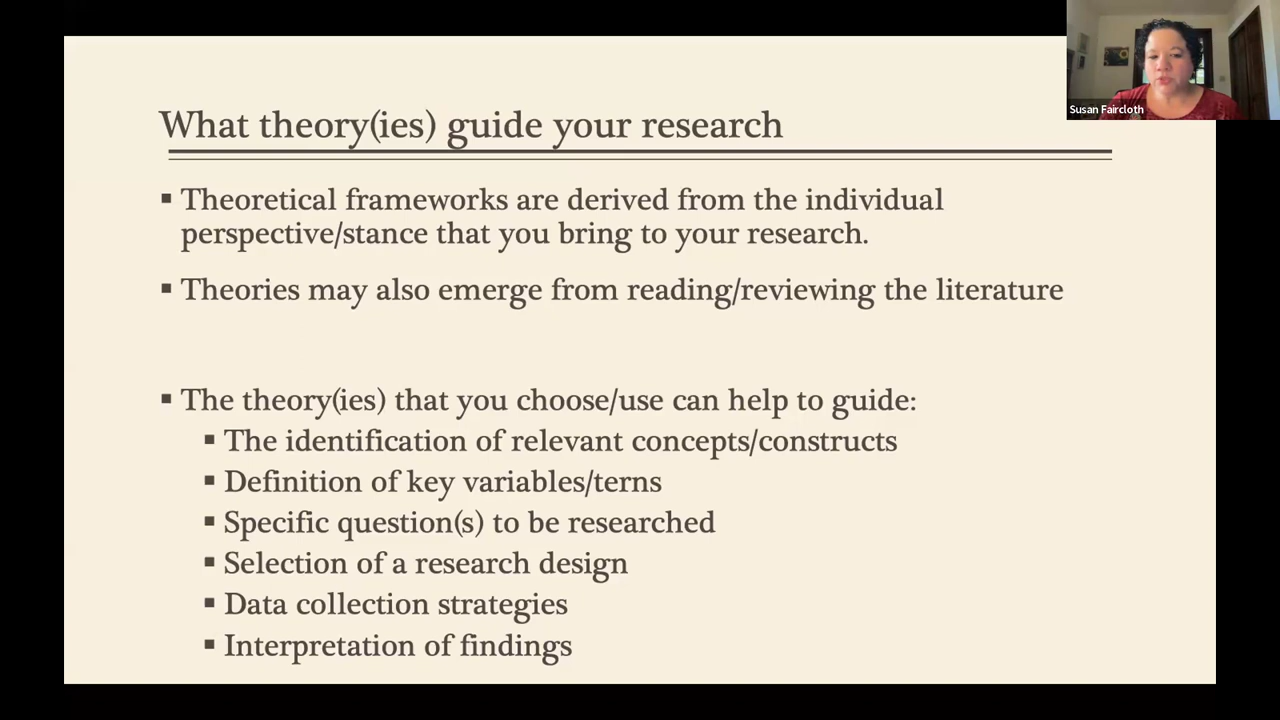 What theory(ies) guide your research
Susan Faircloth
▪ Theoretical frameworks are derived from the individual
perspective/stance that you bring to your research.
▪ Theories may also emerge from reading/reviewing the literature
▪ The theory(ies) that you choose/use can help to guide:
▪ The identification of relevant concepts/constructs
▪ Definition of key variables/terns
▪ Specific question(s) to be researched
▪ Selection of a research design
▪ Data collection strategies
▪ Interpretation of findings